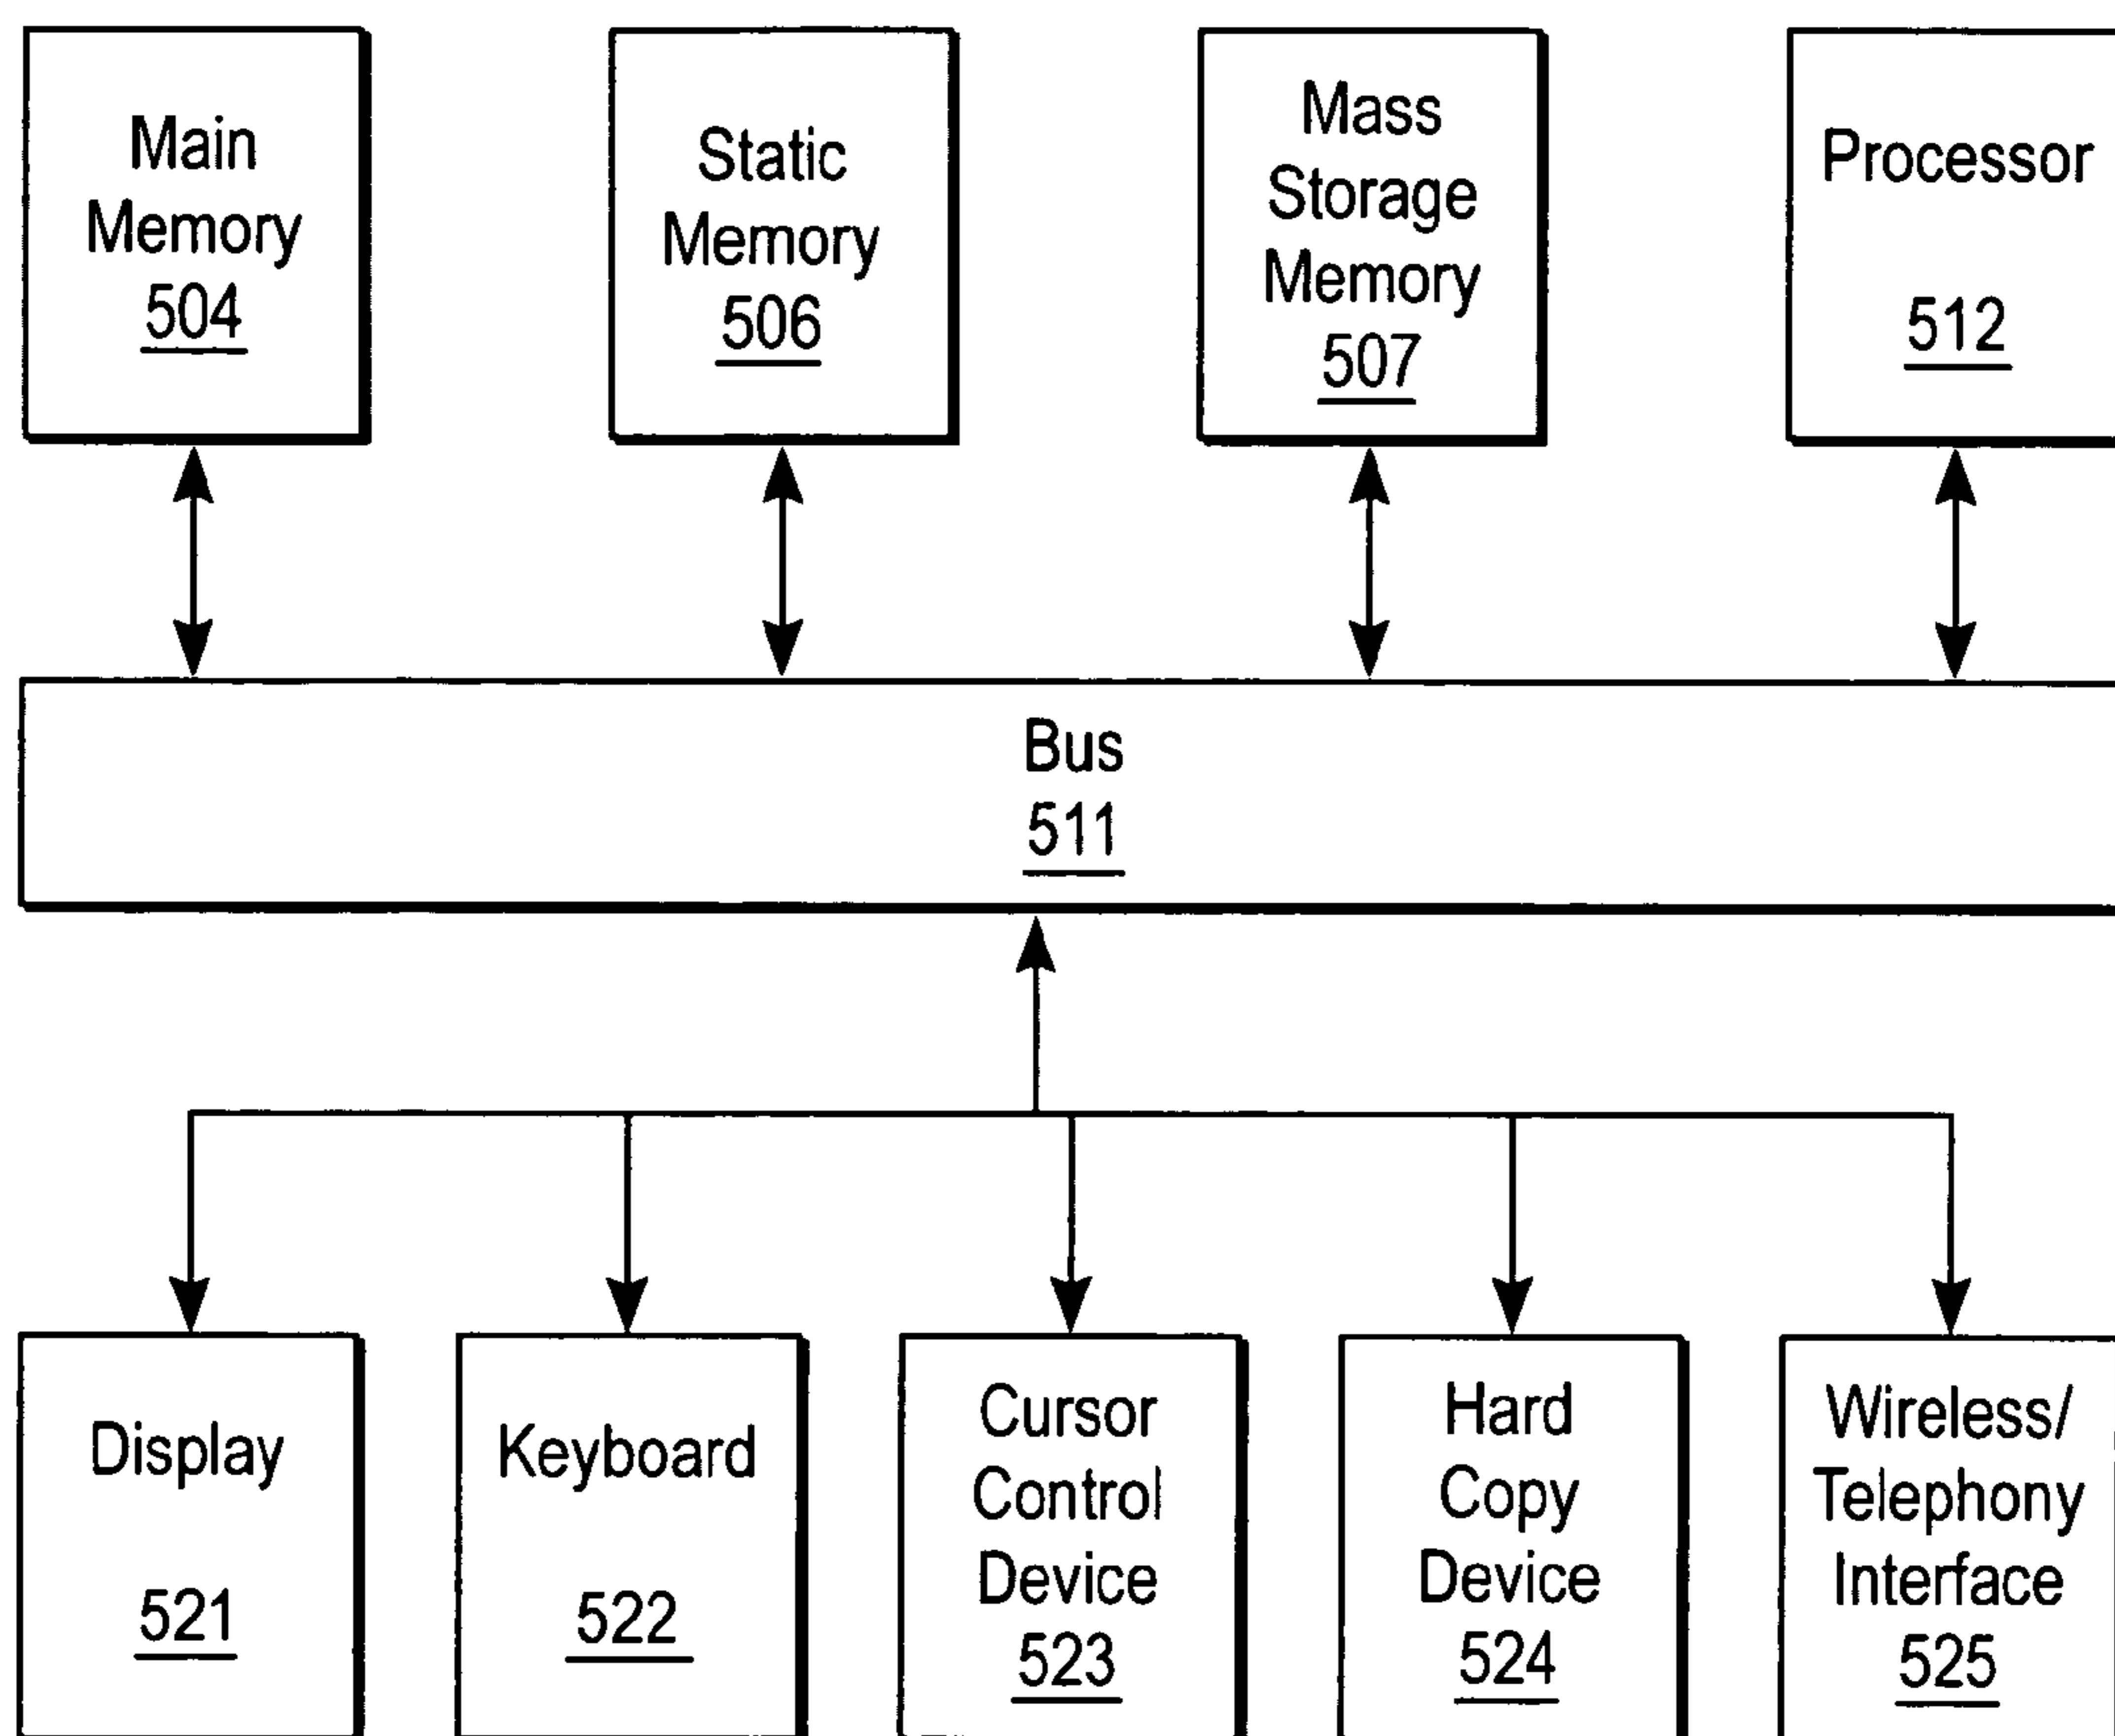 Main
Memory
504
Static
Memory
506
Mass
Storage
Memory
507
Processor
512
Bus
511
Display
521
Keyboard
522
Cursor
Control
Device
523
Hard
Copy
Device
524
Wireless/
Telephony
Interface
525